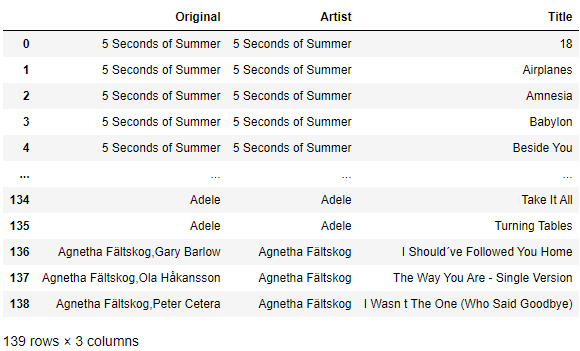 Original Artist Title
0 5 Seconds of Summer 5 Seconds of Summer 18
1 5 Seconds of Summer 5 Seconds of Summer Airplanes
2 5 Seconds of Summer 5 Seconds of Summer Amnesia
3 5 Seconds of Summer 5 Seconds of Summer Babylon
4 5 Seconds of Summer 5 Seconds of Summer Beside You
... ... ... ...
134 Adele Adele Take It All
135 Adele Adele Turning Tables
136 Agnetha Fältskog,Gary Barlow Agnetha Fältskog I Should´ve Followed You Home
137 Agnetha Fältskog,Ola Håkansson Agnetha Fältskog The Way You Are - Single Version
138 Agnetha Fältskog,Peter Cetera Agnetha Fältskog I Wasn t The One (Who Said Goodbye)
139 rows × 3 columns